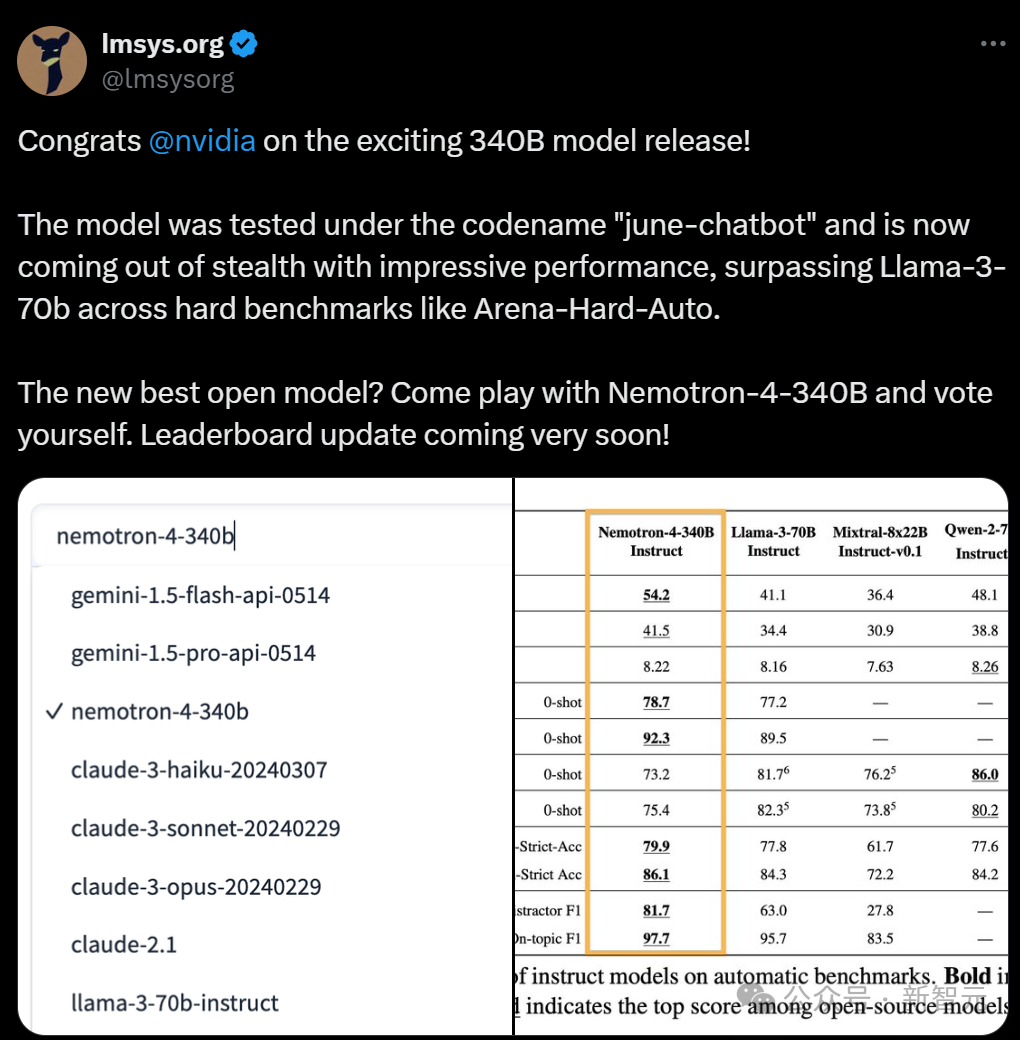 lmsys.org
@lmsysorg
Congrats @nvidia on the exciting 340B model release!
The model was tested under the codename "june-chatbot" and is now
coming out of stealth with impressive performance, surpassing Llama-3-
70b across hard benchmarks like Arena-Hard-Auto.
The new best open model? Come play with Nemotron-4-340B and vote
yourself. Leaderboard update coming very soon!
nemotron-4-340b
gemini-1.5-flash-api-0514
gemini-1.5-pro-api-0514
✓ nemotron-4-340b
claude-3-haiku-20240307
claude-3-sonnet-20240229
claude-3-opus-20240229
claude-2.1
llama-3-70b-instruct
Nemotron-4-340B Llama-3-70B Mixtral-8x22B Qwen-2-7
Instruct Instruct Instruct-v0.1 Instruct
54.2 41.1 36.4 48.1
41.5 34.4 30.9 38.8
8.22 8.16 7.63 8.26
0-shot 78.7 77.2 — —
0-shot 92.3 89.5 — —
0-shot 73.2 81.7⁶ 76.2⁵ 86.0
0-shot 75.4 82.3⁵ 73.8⁵ 80.2
-Strict-Acc 79.9 77.8 61.7 77.6
-Strict Acc 86.1 84.3 72.2 84.2
stractor F1 81.7 63.0 27.8 —
On-topic F1 97.7 95.7 83.5 —
of instruct models on automatic benchmarks. Bold in
indicates the top score among open-source models
公众号 · 新智元